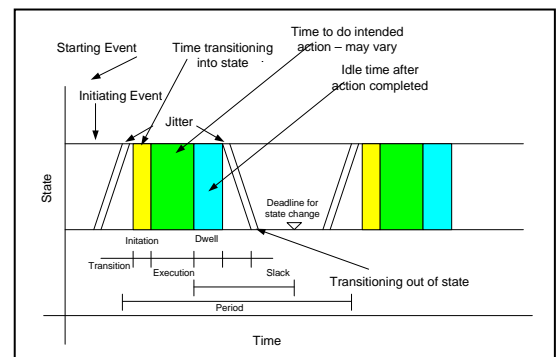 Starting Event
Time transitioning
into state
Time to do intended
action – may vary
Initiating Event
Idle time after
action completed
Jitter
State
Deadline for
state change
Initation
Dwell
Transition
Execution
Slack
Transitioning out of state
Period
Time